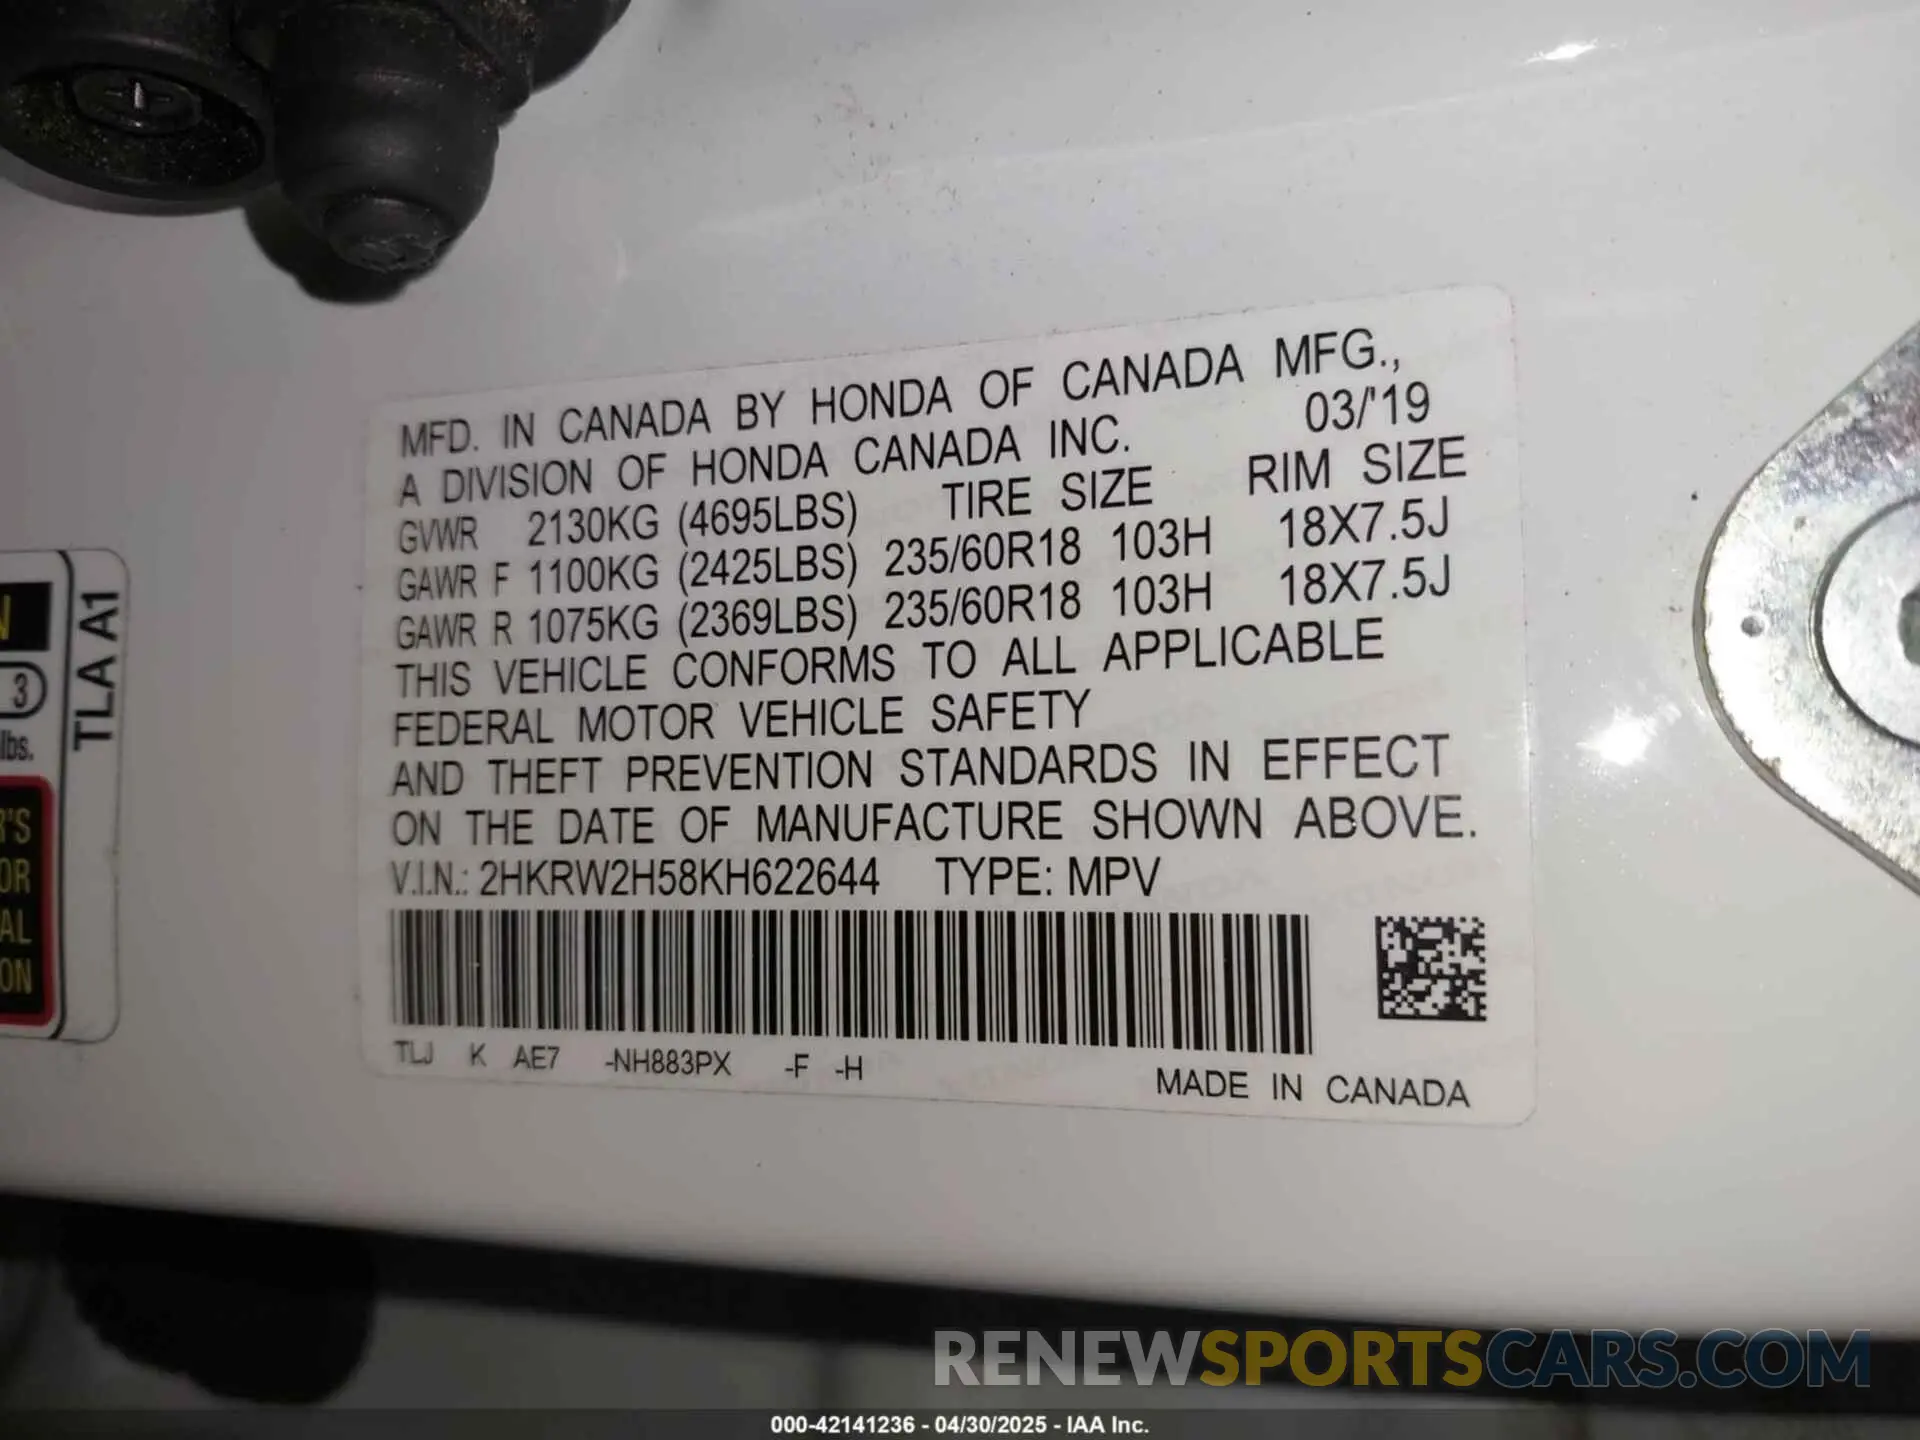 MFD. IN CANADA BY HONDA OF CANADA MFG.,
A DIVISION OF HONDA CANADA INC. 03/'19
GVWR 2130KG (4695LBS) TIRE SIZE RIM SIZE
GAWR F 1100KG (2425LBS) 235/60R18 103H 18X7.5J
GAWR R 1075KG (2369LBS) 235/60R18 103H 18X7.5J
THIS VEHICLE CONFORMS TO ALL APPLICABLE
FEDERAL MOTOR VEHICLE SAFETY
AND THEFT PREVENTION STANDARDS IN EFFECT
ON THE DATE OF MANUFACTURE SHOWN ABOVE.
V.I.N.: 2HKRW2H58KH622644 TYPE: MPV
TLJ K AE7 -NH883PX -F -H
MADE IN CANADA
TLA A1
3
lbs.
RENEWSPORTSCARS.COM
000-42141236 - 04/30/2025 - IAA Inc.